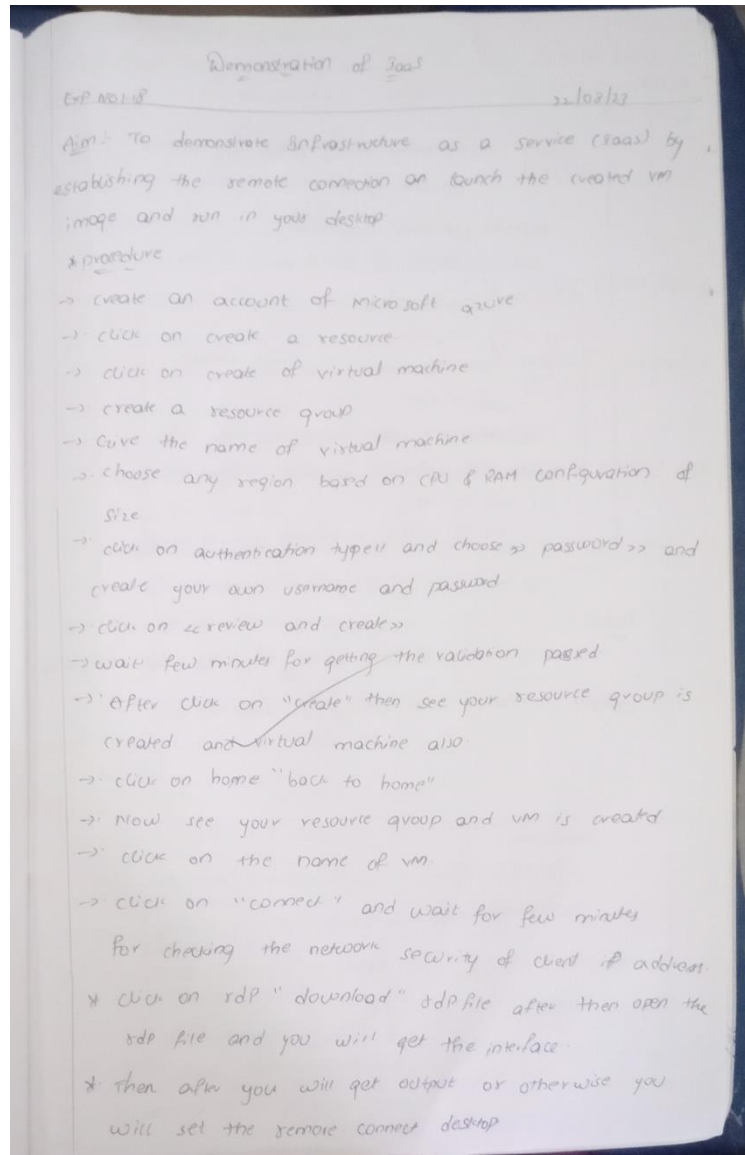 Demonstration of IaaS
Exp NO: 18
22/08/23
Aim :- To demonstrate Infrastructure as a service (Iaas) by
establishing the remote connection an launch the created vm
image and run in your desktop
* procedure
-> create an account of Microsoft azure
-> click on create a resource
-> click on create of virtual machine
-> create a resource group
-> Give the name of virtual machine
-> choose any region based on CPU & RAM configuration of
size
-> click on authentication type" and choose >> password >> and
create your own username and password
-> click on << review and create >>
-> wait few minutes for getting the validation passed
-> After click on "create" then see your resource group is
created and virtual machine also.
-> click on home "back to home"
-> Now see your resource group and vm is created
-> click on the name of vm
-> click on "connect" and wait for few minutes
for checking the network security of client ip address.
* click on rdp "download" rdp file after then open the
rdp file and you will get the interface.
* Then after you will get output or otherwise you
will set the remote connect desktop